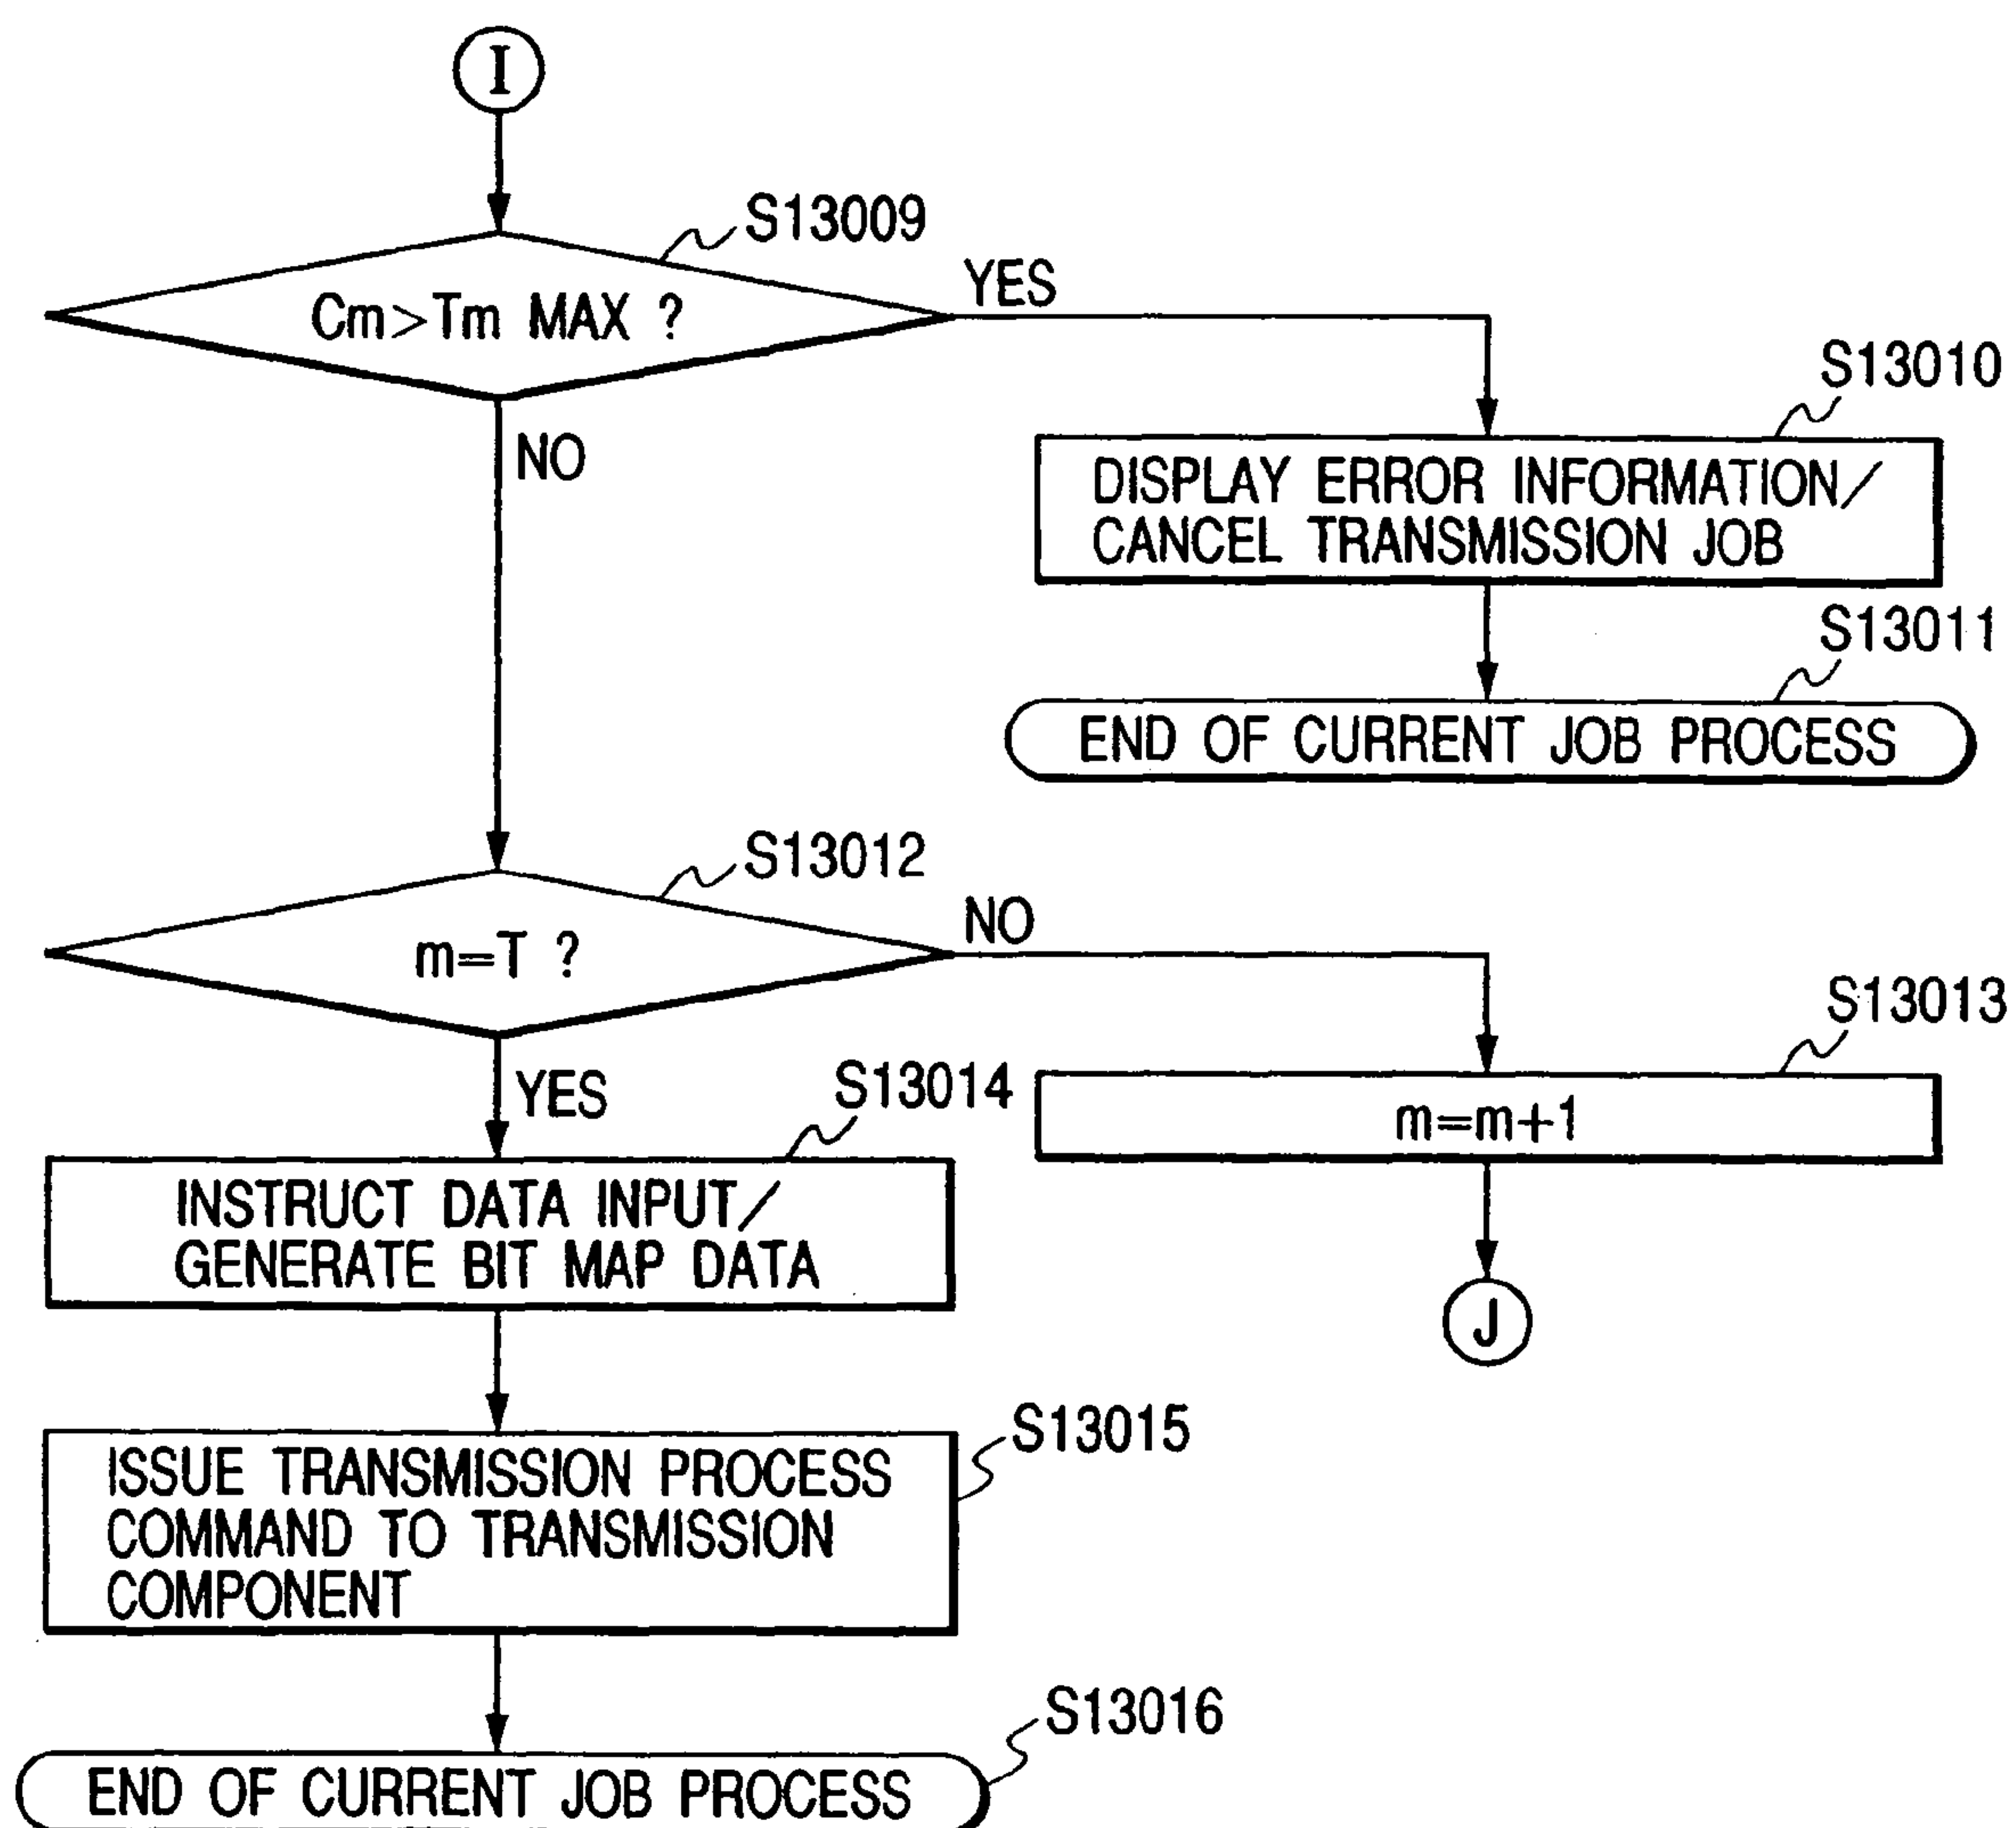 I
S13009
Cm>Tm MAX ?
YES
NO
S13010
DISPLAY ERROR INFORMATION/
CANCEL TRANSMISSION JOB
S13011
END OF CURRENT JOB PROCESS
S13012
m=T ?
NO
YES
S13013
m=m+1
J
S13014
INSTRUCT DATA INPUT/
GENERATE BIT MAP DATA
S13015
ISSUE TRANSMISSION PROCESS
COMMAND TO TRANSMISSION
COMPONENT
S13016
END OF CURRENT JOB PROCESS